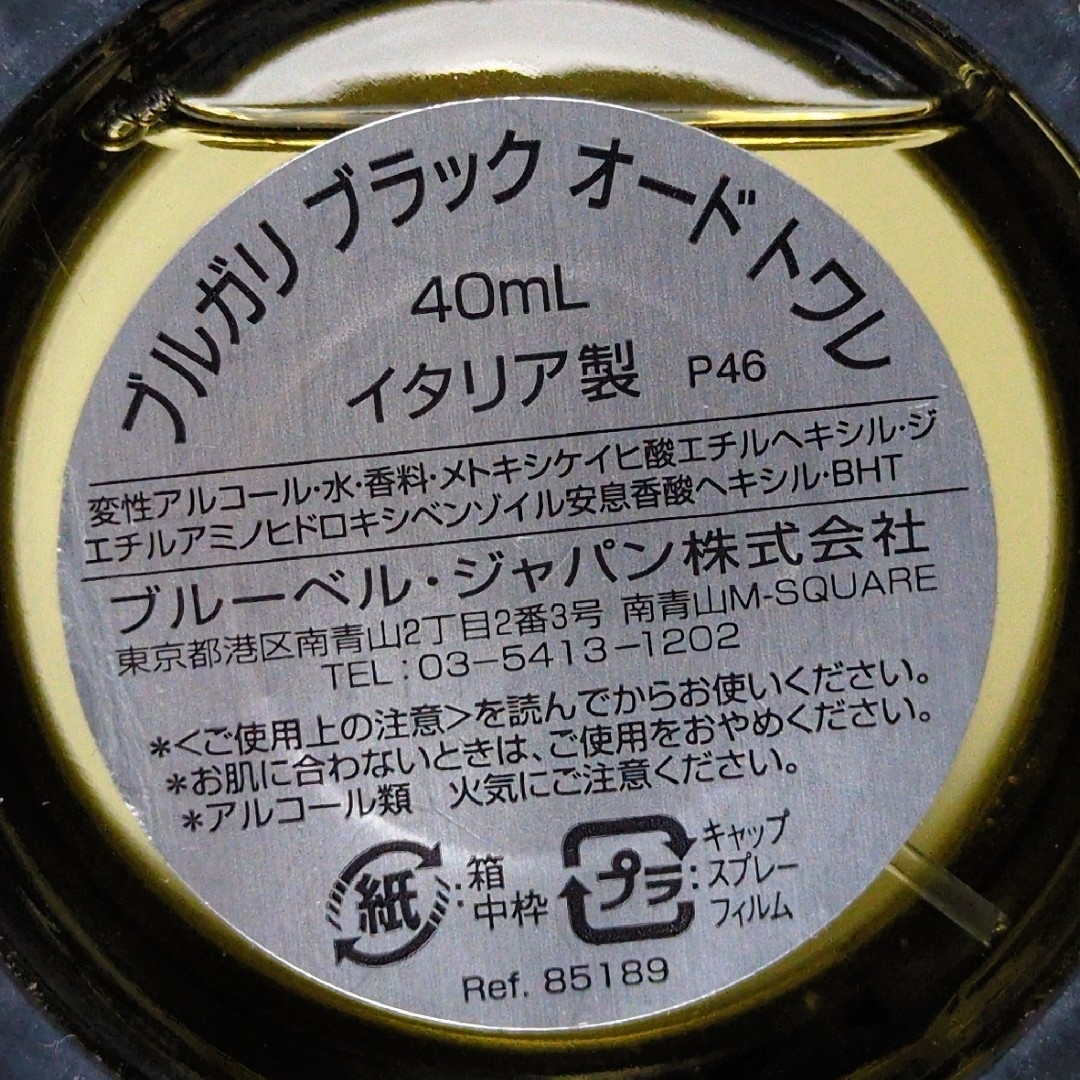 ブルガリ ブラック オード トワレ
40mL
イタリア製 P46
変性アルコール・水・香料・メトキシケイヒ酸エチルヘキシル・ジ
エチルアミノヒドロキシベンゾイル安息香酸ヘキシル・BHT
ブルーベル・ジャパン株式会社
東京都港区南青山2丁目2番3号 南青山M-SQUARE
TEL:03-5413-1202
*<ご使用上の注意>を読んでからお使いください。
*お肌に合わないときは、ご使用をおやめください。
*アルコール類 火気にご注意ください。
紙:箱 中枠
プラ:キャップ スプレー フィルム
Ref. 85189